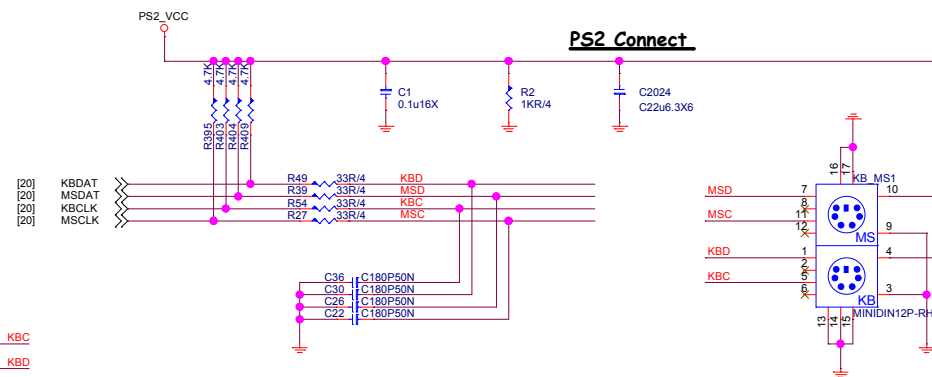 PS2_VCC
PS2 Connect
4.7K
4.7K
4.7K
4.7K
R395
R403
R404
R409
C1
0.1u16X
R2
1KR/4
C2024
C22u6.3X6
[20] KBDAT R49 33R/4 KBD
[20] MSDAT R39 33R/4 MSD
[20] KBCLK R54 33R/4 KBC
[20] MSCLK R27 33R/4 MSC
C36 C180P50N
C30 C180P50N
C26 C180P50N
C22 C180P50N
16
17
KB_MS1
MSD 7 10
8
MSC 11
12 MS 9
KBD 1 4
2
KBC 5
6 KB 3
MINIDIN12P-RH
13
14
15
KBC
KBD